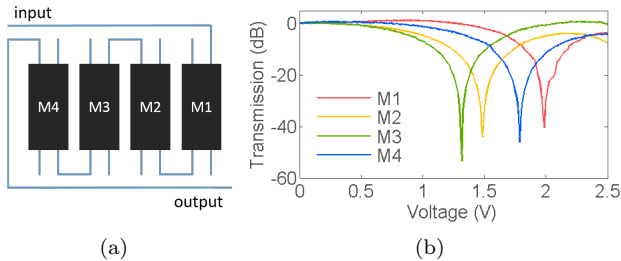 input
M4 M3 M2 M1
output
(a)
Transmission (dB)
0
-20
-40
-60
M1
M2
M3
M4
0 0.5 1 1.5 2 2.5
Voltage (V)
(b)